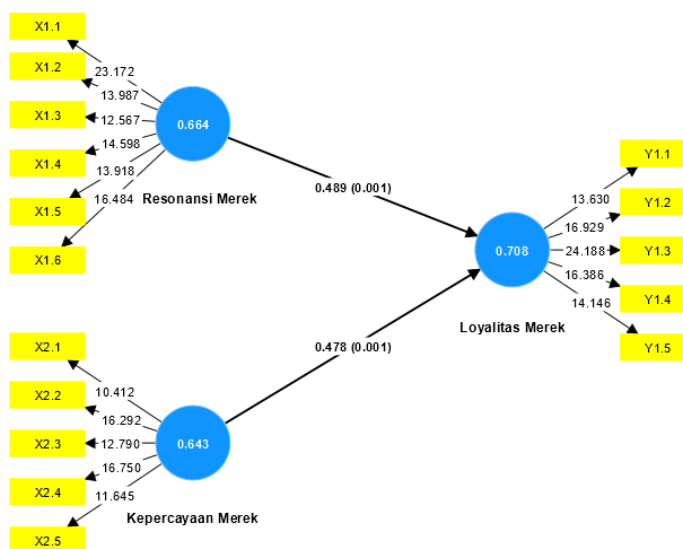 X1.1
X1.2
X1.3
X1.4
X1.5
X1.6
23.172
13.987
12.567
14.598
13.918
16.484
0.664
Resonansi Merek
0.489 (0.001)
Y1.1
Y1.2
Y1.3
Y1.4
Y1.5
13.630
16.929
24.188
16.386
14.146
0.708
Loyalitas Merek
0.478 (0.001)
X2.1
X2.2
X2.3
X2.4
X2.5
10.412
16.292
12.790
16.750
11.645
0.643
Kepercayaan Merek